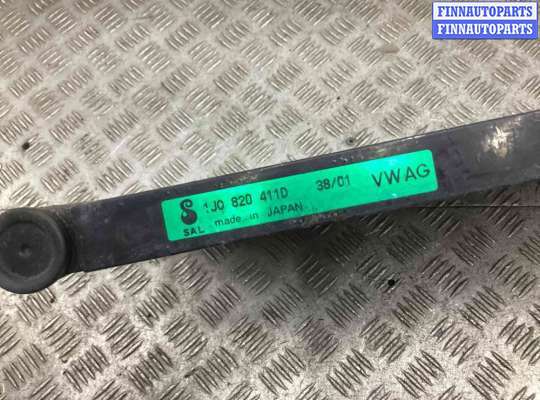 FINNAUTOPARTS
FINNAUTOPARTS
S 1J0 820 411D 38/01 VWAG
SAL made in JAPAN